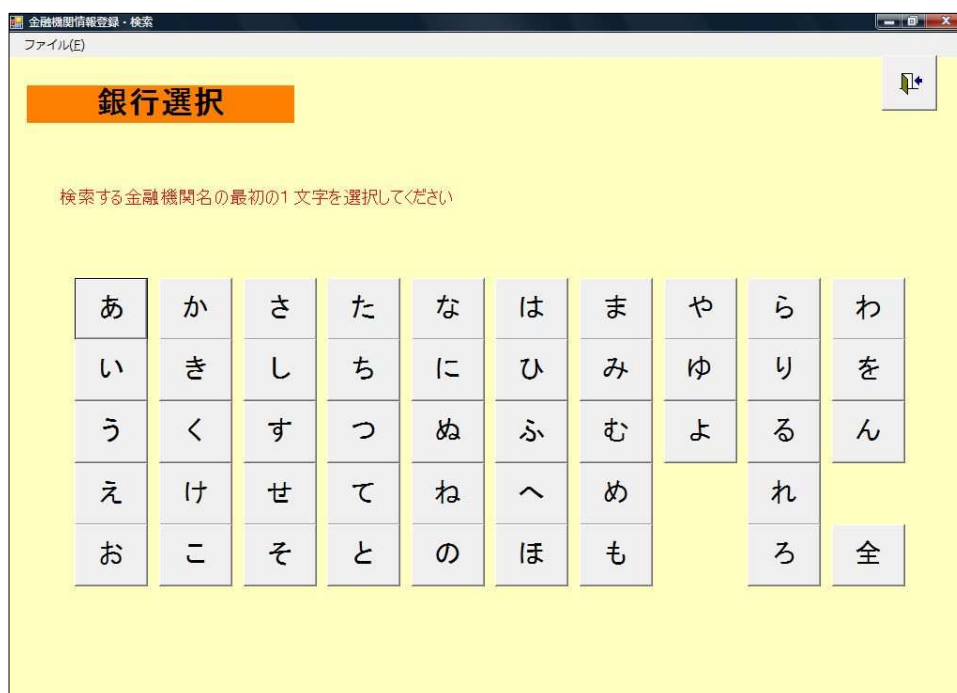 金融機関情報登録・検索
ファイル(F)
銀行選択
検索する金融機関名の最初の1文字を選択してください
あ か さ た な は ま や ら わ
い き し ち に ひ み ゆ り を
う く す つ ぬ ふ む よ る ん
え け せ て ね へ め れ
お こ そ と の ほ も ろ 全